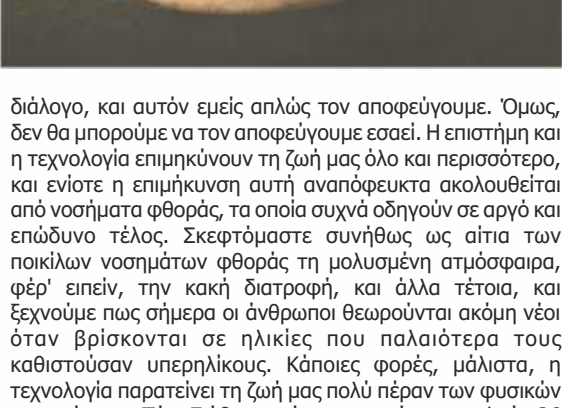 διάλογο, και αυτόν εμείς απλώς τον αποφεύγουμε. Όμως,
δεν θα μπορούμε να τον αποφεύγουμε εσαεί. Η επιστήμη και
η τεχνολογία επιμηκύνουν τη ζωή μας όλο και περισσότερο,
και ενίοτε η επιμήκυνση αυτή αναπόφευκτα ακολουθείται
από νοσήματα φθοράς, τα οποία συχνά οδηγούν σε αργό και
επώδυνο τέλος. Σκεφτόμαστε συνήθως ως αίτια των
ποικίλων νοσημάτων φθοράς τη μολυσμένη ατμόσφαιρα,
φέρ' ειπείν, την κακή διατροφή, και άλλα τέτοια, και
ξεχνούμε πως σήμερα οι άνθρωποι θεωρούνται ακόμη νέοι
όταν βρίσκονται σε ηλικίες που παλαιότερα τους
καθιστούσαν υπερηλίκους. Κάποιες φορές, μάλιστα, η
τεχνολογία παρατείνει τη ζωή μας πολύ πέραν των φυσικών